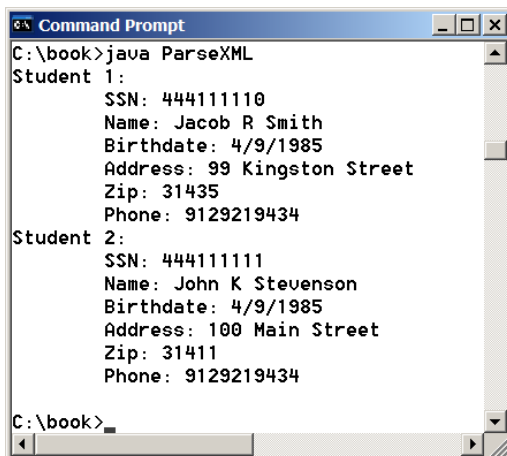 Command Prompt
C:\book>java ParseXML
Student 1:
SSN: 444111110
Name: Jacob R Smith
Birthdate: 4/9/1985
Address: 99 Kingston Street
Zip: 31435
Phone: 9129219434
Student 2:
SSN: 444111111
Name: John K Stevenson
Birthdate: 4/9/1985
Address: 100 Main Street
Zip: 31411
Phone: 9129219434
C:\book>_